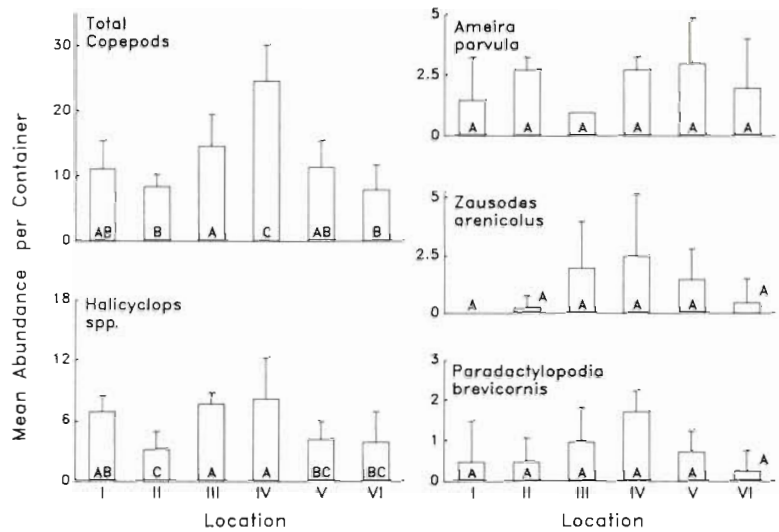 Mean Abundance per Container
Total
Copepods
30
20
10
0
AB B A C AB B
Halicyclops
spp.
18
12
6
0
AB C A A BC BC
I II III IV V VI
Location
Ameira
parvula
5
2.5
0
A A A A A A
Zausodes
arenicolus
5
2.5
0
A A A A A A
Paradactylopodia
brevicornis
3
2
1
0
A A A A A A
I II III IV V VI
Location